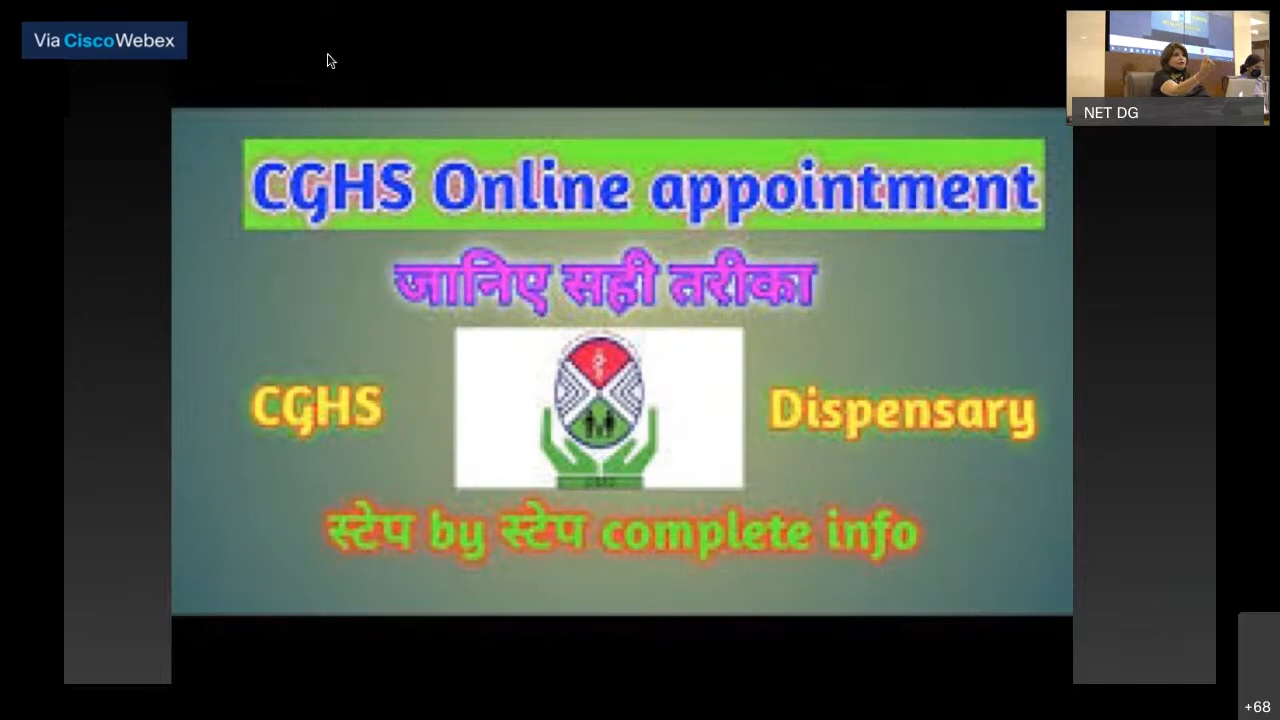 Via CiscoWebex
NET DG
CGHS Online appointment
जानिए सही तरीका
CGHS
Dispensary
स्टेप by स्टेप complete info
+68